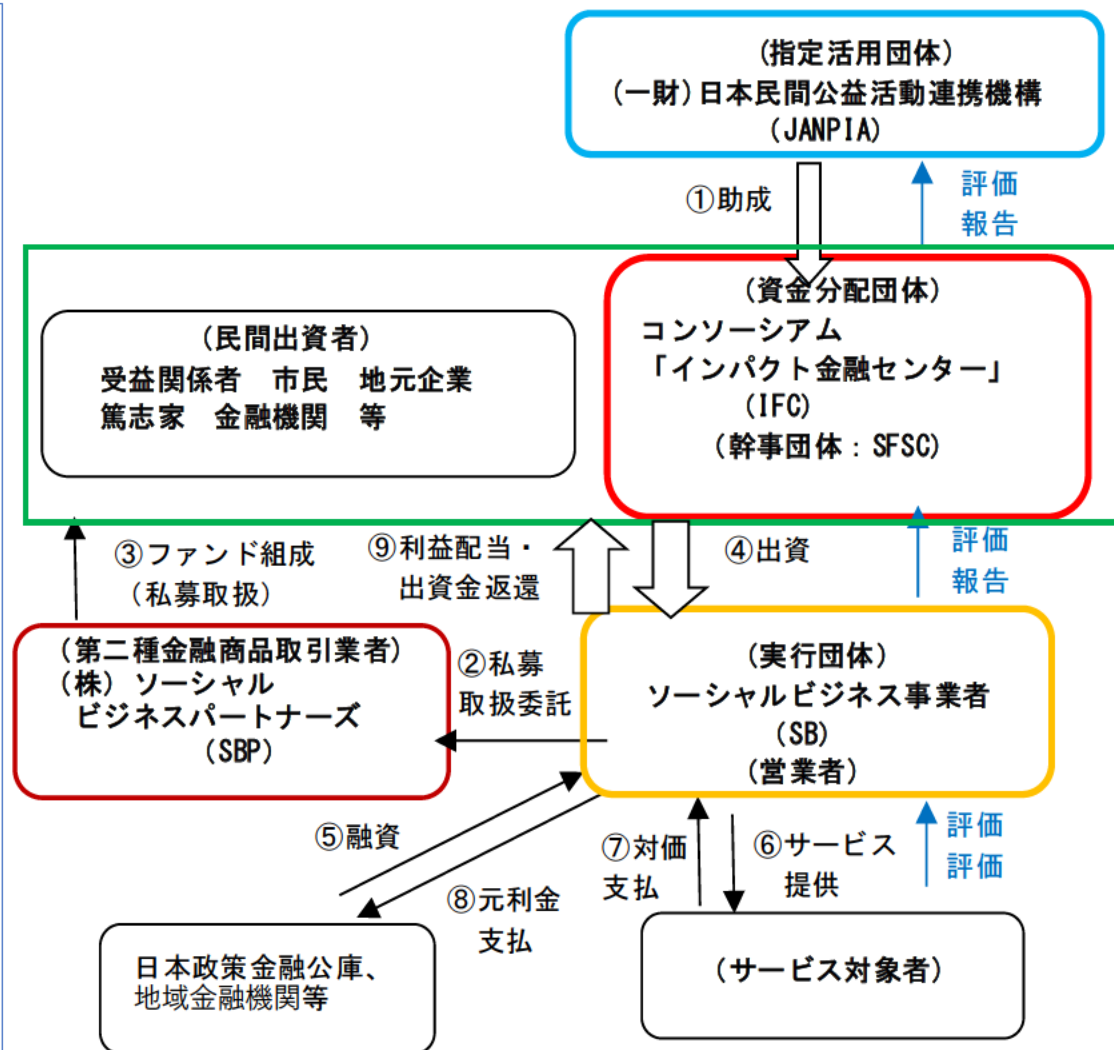 (指定活用団体)
(一財)日本民間公益活動連携機構
(JANPIA)
①助成
評価
報告
(民間出資者)
受益関係者　市民　地元企業
篤志家　金融機関　等
(資金分配団体)
コンソーシアム
「インパクト金融センター」
(IFC)
(幹事団体：SFSC)
③ファンド組成
(私募取扱)
⑨利益配当・
出資金返還
④出資
評価
報告
(第二種金融商品取引業者)
(株) ソーシャル
ビジネスパートナーズ
(SBP)
②私募
取扱委託
(実行団体)
ソーシャルビジネス事業者
(SB)
(営業者)
⑤融資
⑧元利金
支払
⑦対価
支払
⑥サービス
提供
評価
評価
日本政策金融公庫、
地域金融機関等
(サービス対象者)